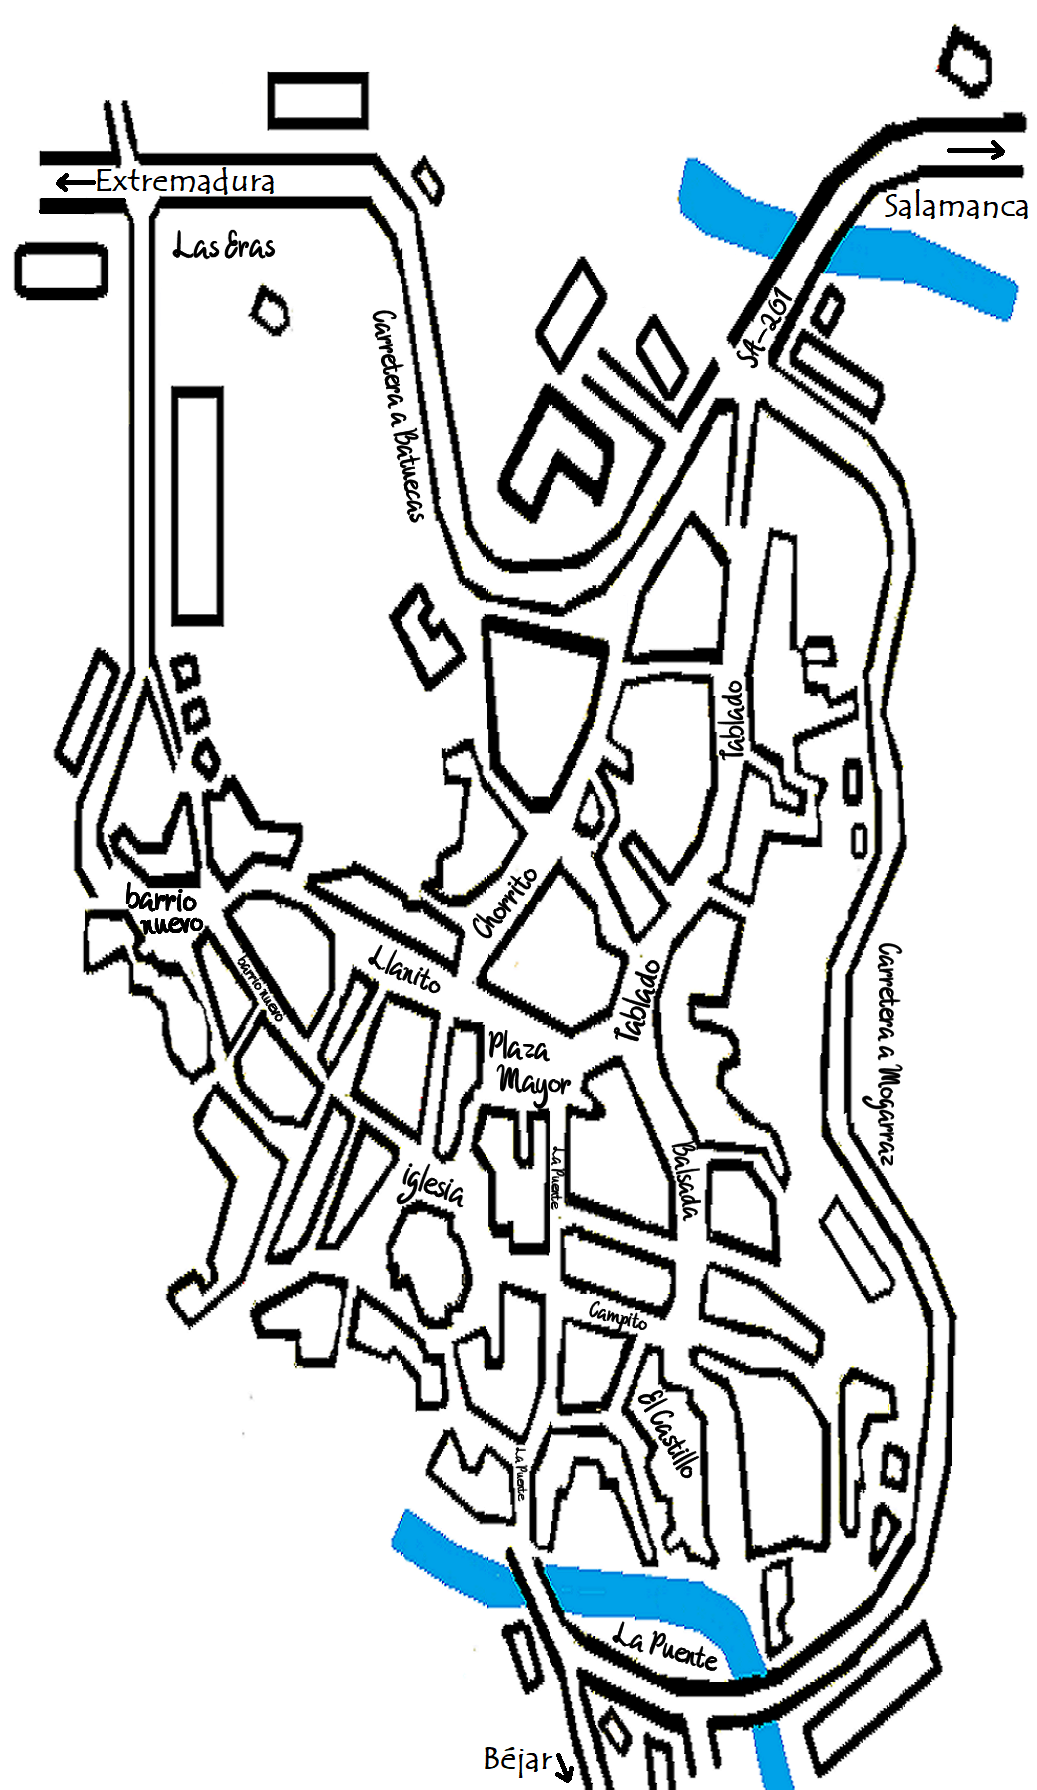 Extremadura
Salamanca
Las Eras
SA-201
Carretera a Batuecas
Tablado
barrio
nuevo
Chorrito
Llanito
barrio nuevo
Tablado
Plaza
Mayor
Carretera a Mogarraz
La Puente
Balsada
iglesia
Campito
El Castillo
La Puente
La Puente
Béjar